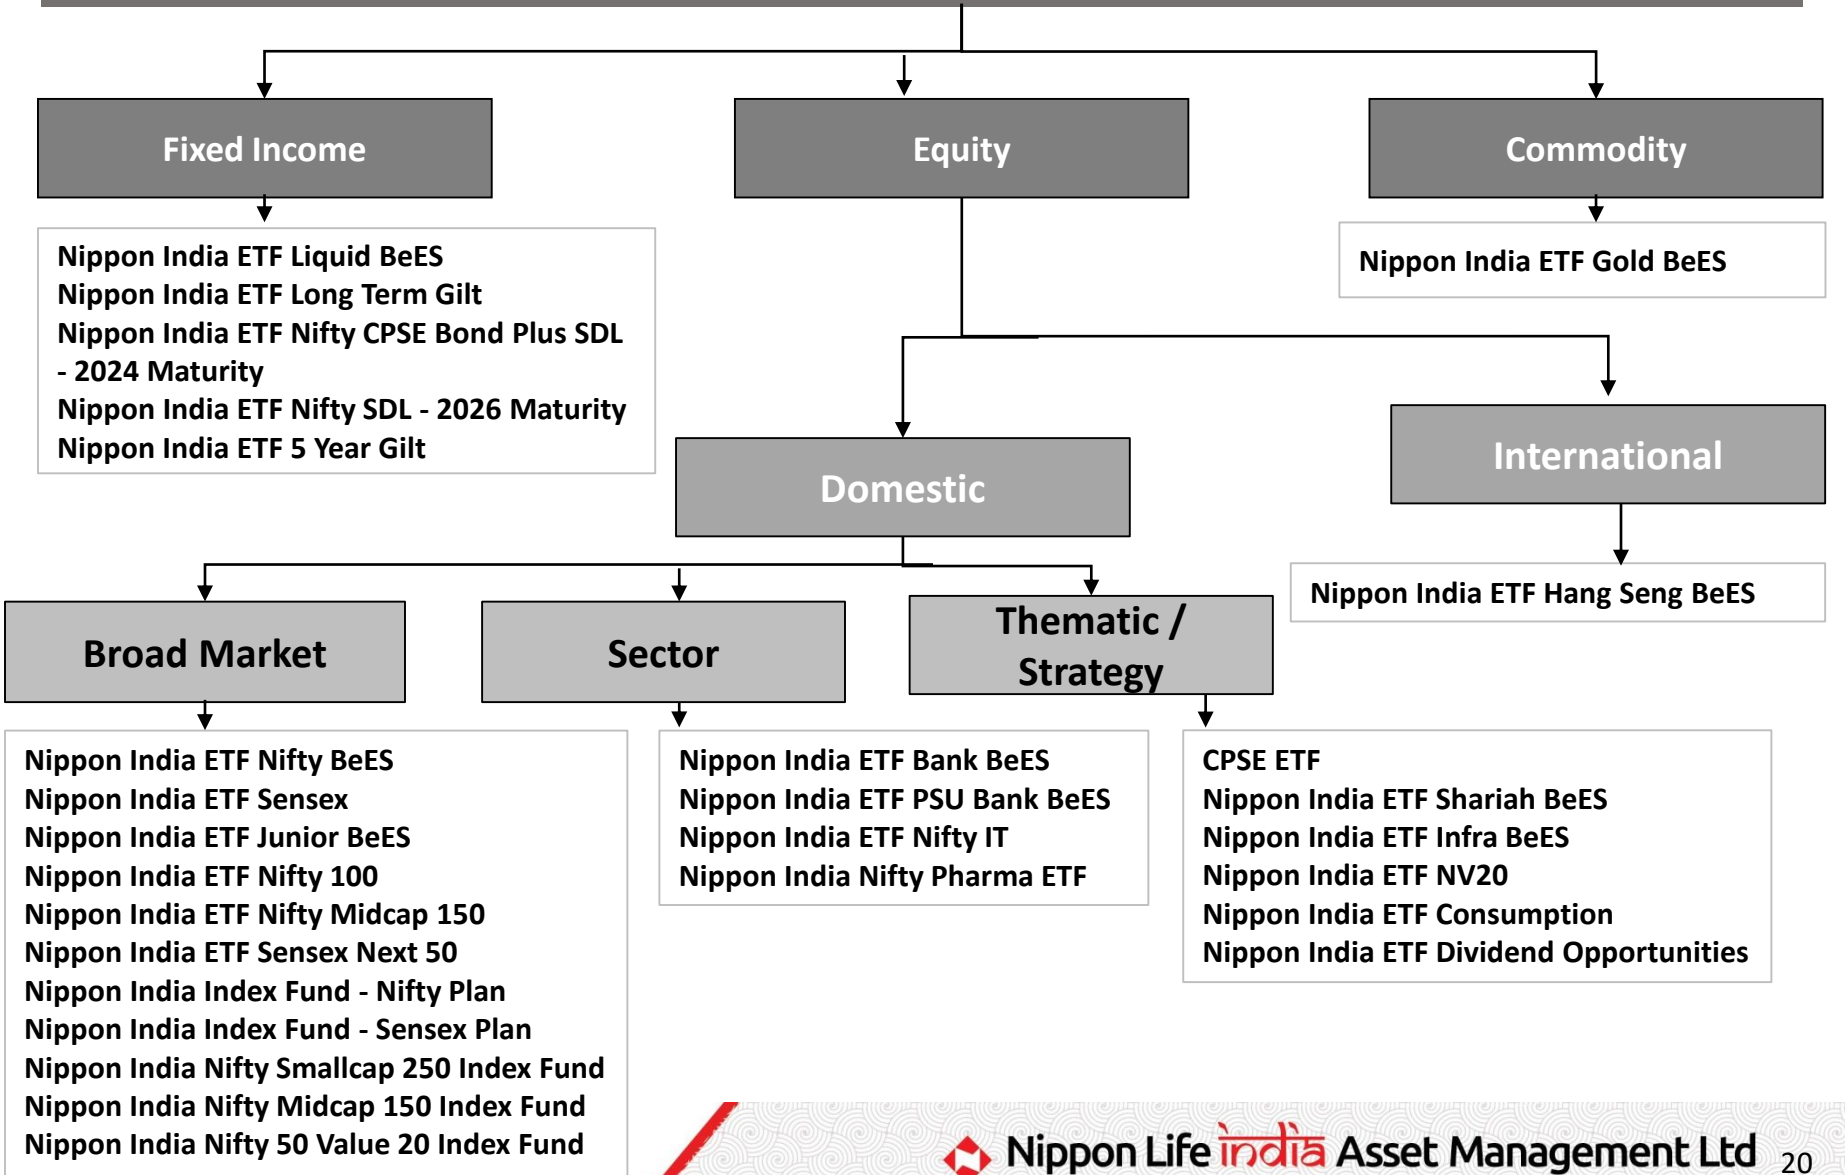 Fixed Income
Equity
Commodity
Nippon India ETF Liquid BeES
Nippon India ETF Long Term Gilt
Nippon India ETF Nifty CPSE Bond Plus SDL
- 2024 Maturity
Nippon India ETF Nifty SDL - 2026 Maturity
Nippon India ETF 5 Year Gilt
Nippon India ETF Gold BeES
Domestic
International
Nippon India ETF Hang Seng BeES
Broad Market
Sector
Thematic /
Strategy
Nippon India ETF Nifty BeES
Nippon India ETF Sensex
Nippon India ETF Junior BeES
Nippon India ETF Nifty 100
Nippon India ETF Nifty Midcap 150
Nippon India ETF Sensex Next 50
Nippon India Index Fund - Nifty Plan
Nippon India Index Fund - Sensex Plan
Nippon India Nifty Smallcap 250 Index Fund
Nippon India Nifty Midcap 150 Index Fund
Nippon India Nifty 50 Value 20 Index Fund
Nippon India ETF Bank BeES
Nippon India ETF PSU Bank BeES
Nippon India ETF Nifty IT
Nippon India Nifty Pharma ETF
CPSE ETF
Nippon India ETF Shariah BeES
Nippon India ETF Infra BeES
Nippon India ETF NV20
Nippon India ETF Consumption
Nippon India ETF Dividend Opportunities
Nippon Life india Asset Management Ltd
20